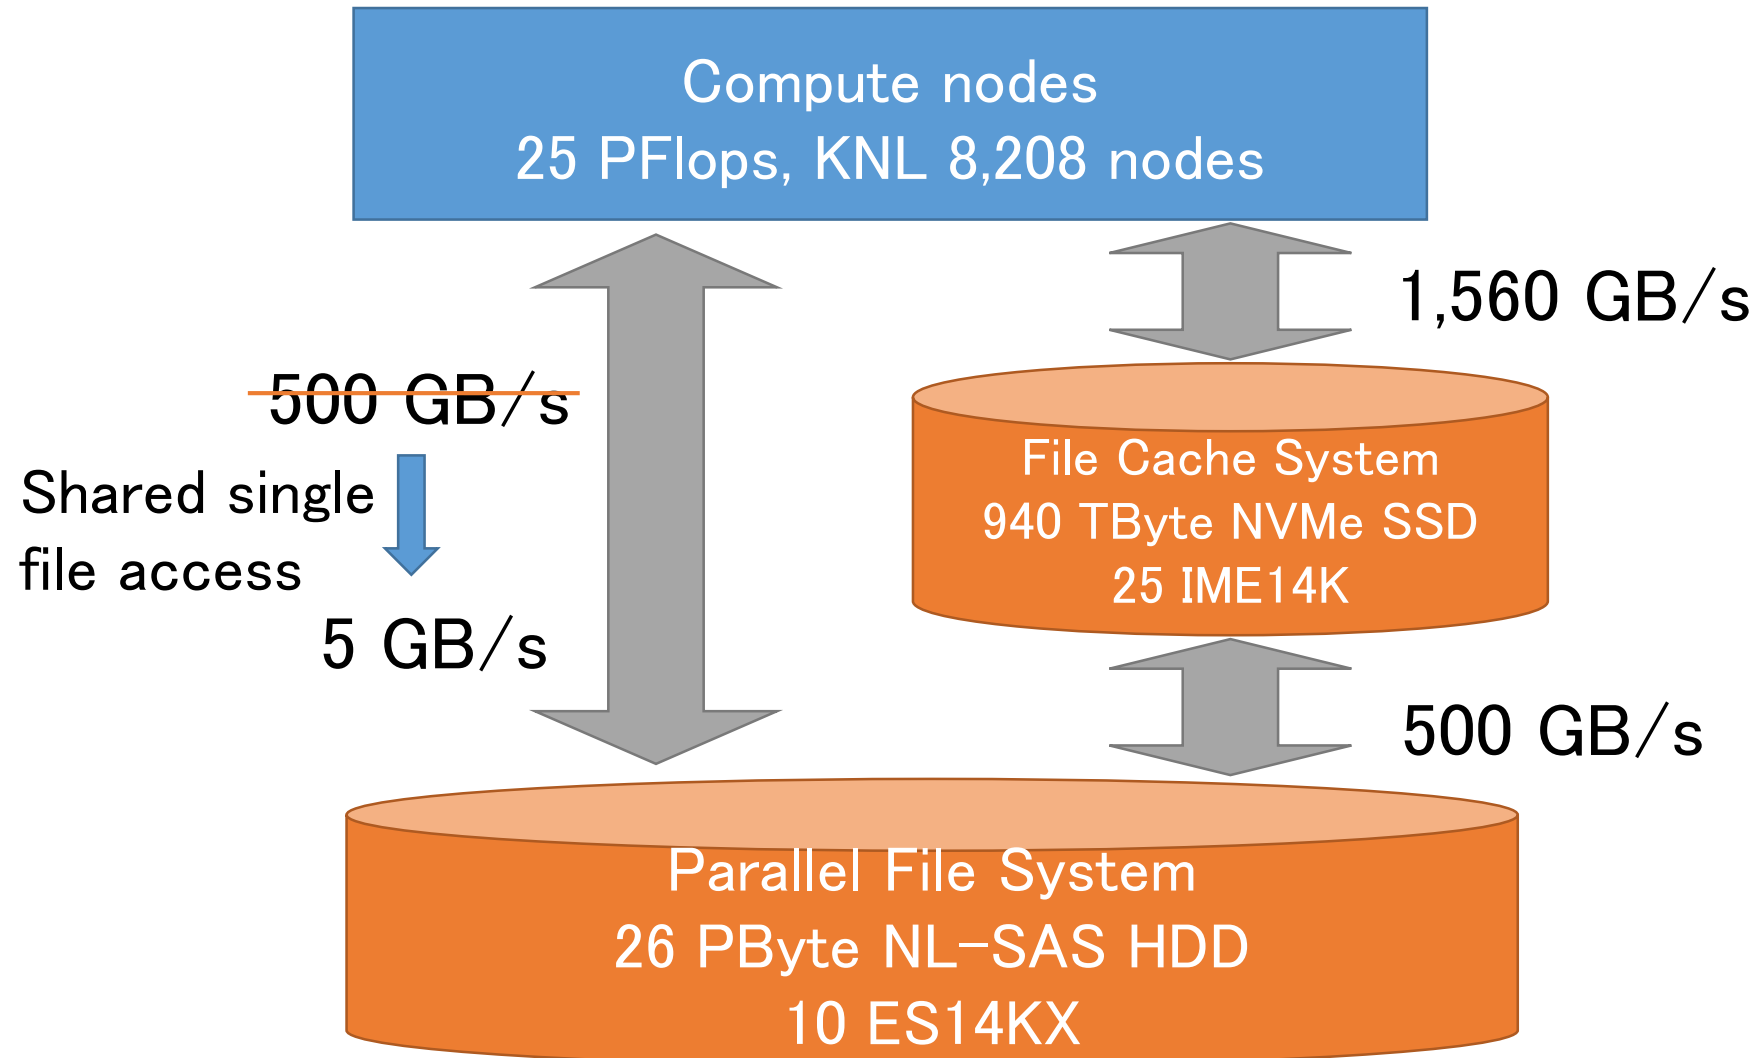 Compute nodes
25 PFlops, KNL 8,208 nodes
1,560 GB/s
500 GB/s
Shared single
file access
5 GB/s
File Cache System
940 TByte NVMe SSD
25 IME14K
500 GB/s
Parallel File System
26 PByte NL-SAS HDD
10 ES14KX